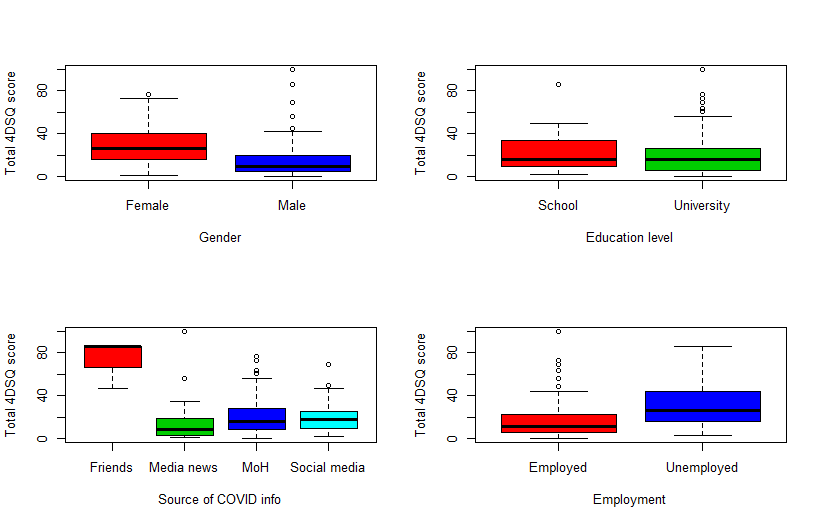 Total 4DSQ score
80
40
0
Female Male
Gender
Total 4DSQ score
80
40
0
School University
Education level
Total 4DSQ score
80
40
0
Friends Media news MoH Social media
Source of COVID info
Total 4DSQ score
80
40
0
Employed Unemployed
Employment